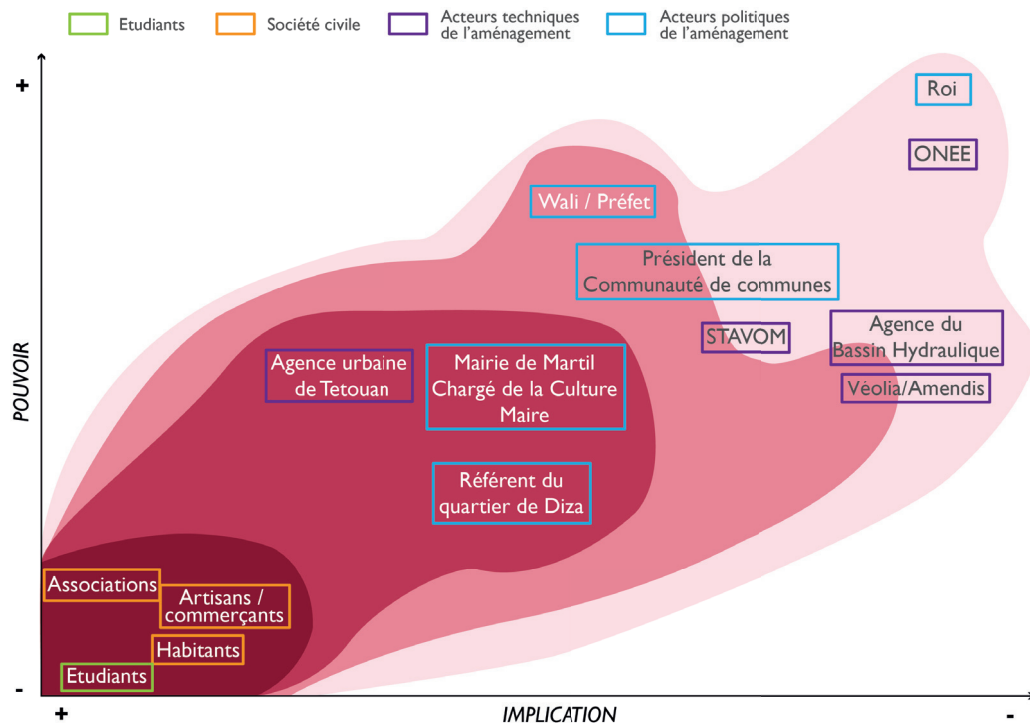 Etudiants
Société civile
Acteurs techniques
de l'aménagement
Acteurs politiques
de l'aménagement
+
POUVOIR
-
Roi
ONEE
Wali / Préfet
Président de la
Communauté de communes
STAVOM
Agence du
Bassin Hydraulique
Véolia/Amendis
Agence urbaine
de Tetouan
Mairie de Martil
Chargé de la Culture
Maire
Référent du
quartier de Diza
Associations
Artisans /
commerçants
Habitants
Etudiants
+
IMPLICATION
-